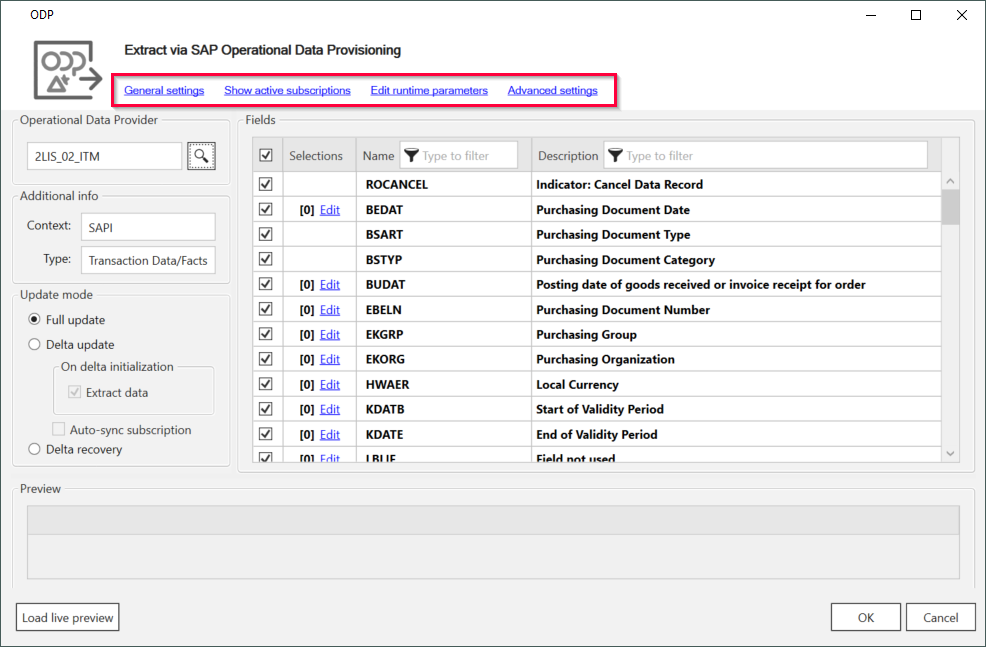 ODP
ODP
Extract via SAP Operational Data Provisioning
General settings Show active subscriptions Edit runtime parameters Advanced settings
Operational Data Provider
2LIS_02_ITM
Additional info
Context: SAPI
Type: Transaction Data/Facts
Update mode
Full update
Delta update
On delta initialization
Extract data
Auto-sync subscription
Delta recovery
Fields
Selections Name Type to filter Description Type to filter
ROCANCEL Indicator: Cancel Data Record
[0] Edit BEDAT Purchasing Document Date
BSART Purchasing Document Type
BSTYP Purchasing Document Category
[0] Edit BUDAT Posting date of goods received or invoice receipt for order
[0] Edit EBELN Purchasing Document Number
[0] Edit EKGRP Purchasing Group
[0] Edit EKORG Purchasing Organization
[0] Edit HWAER Local Currency
[0] Edit KDATB Start of Validity Period
[0] Edit KDATE End of Validity Period
[0] Edit LBLIF Field not used
Preview
Load live preview OK Cancel